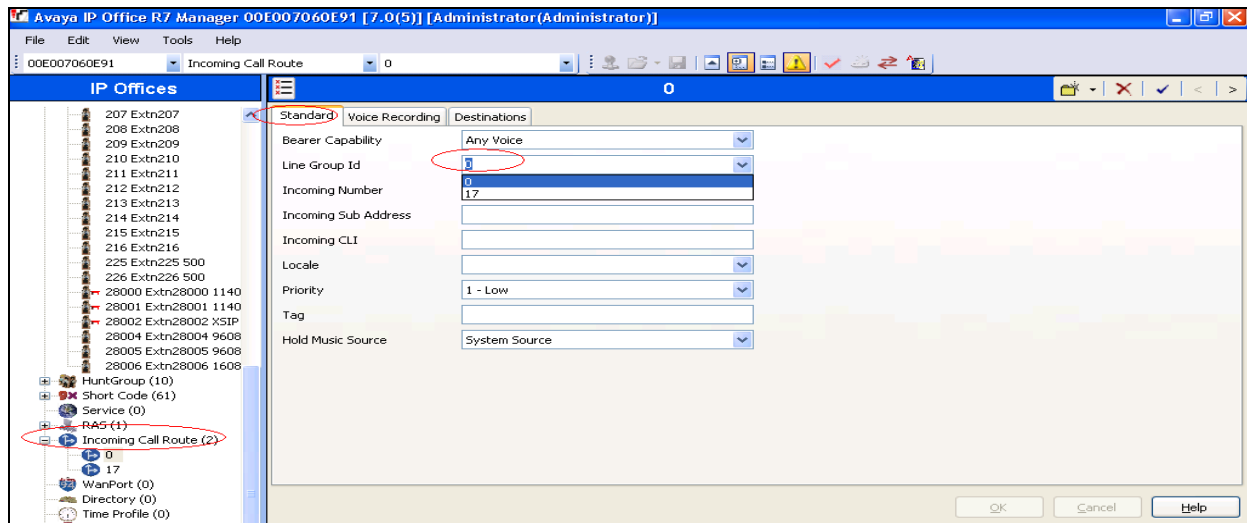 Avaya IP Office R7 Manager 00E007060E91 [7.0(5)] [Administrator(Administrator)]
File Edit View Tools Help
00E007060E91 Incoming Call Route 0
IP Offices
207 Extn207
208 Extn208
209 Extn209
210 Extn210
211 Extn211
212 Extn212
213 Extn213
214 Extn214
215 Extn215
216 Extn216
225 Extn225 500
226 Extn226 500
28000 Extn28000 1140
28001 Extn28001 1140
28002 Extn28002 XSIP
28004 Extn28004 9608
28005 Extn28005 9608
28006 Extn28006 1608
HuntGroup (10)
Short Code (61)
Service (0)
RAS (1)
Incoming Call Route (2)
0
17
WanPort (0)
Directory (0)
Time Profile (0)
0
Standard Voice Recording Destinations
Bearer Capability Any Voice
Line Group Id 0
0
Incoming Number
17
Incoming Sub Address
Incoming CLI
Locale
Priority 1 - Low
Tag
Hold Music Source System Source
OK Cancel Help